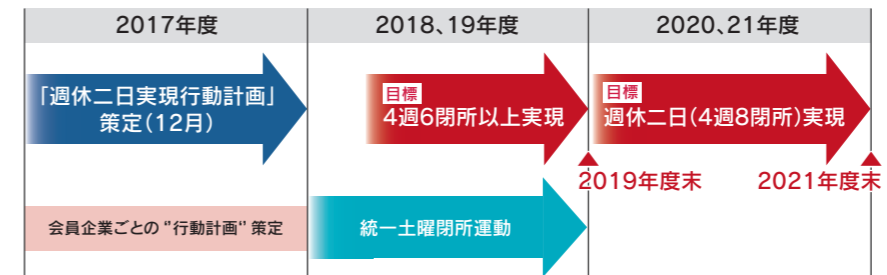 2017年度
2018、19年度
2020、21年度
「週休二日実現行動計画」
策定(12月)
目標
4週6閉所以上実現
目標
週休二日(4週8閉所)実現
2019年度末
2021年度末
会員企業ごとの“行動計画“策定
統一土曜閉所運動